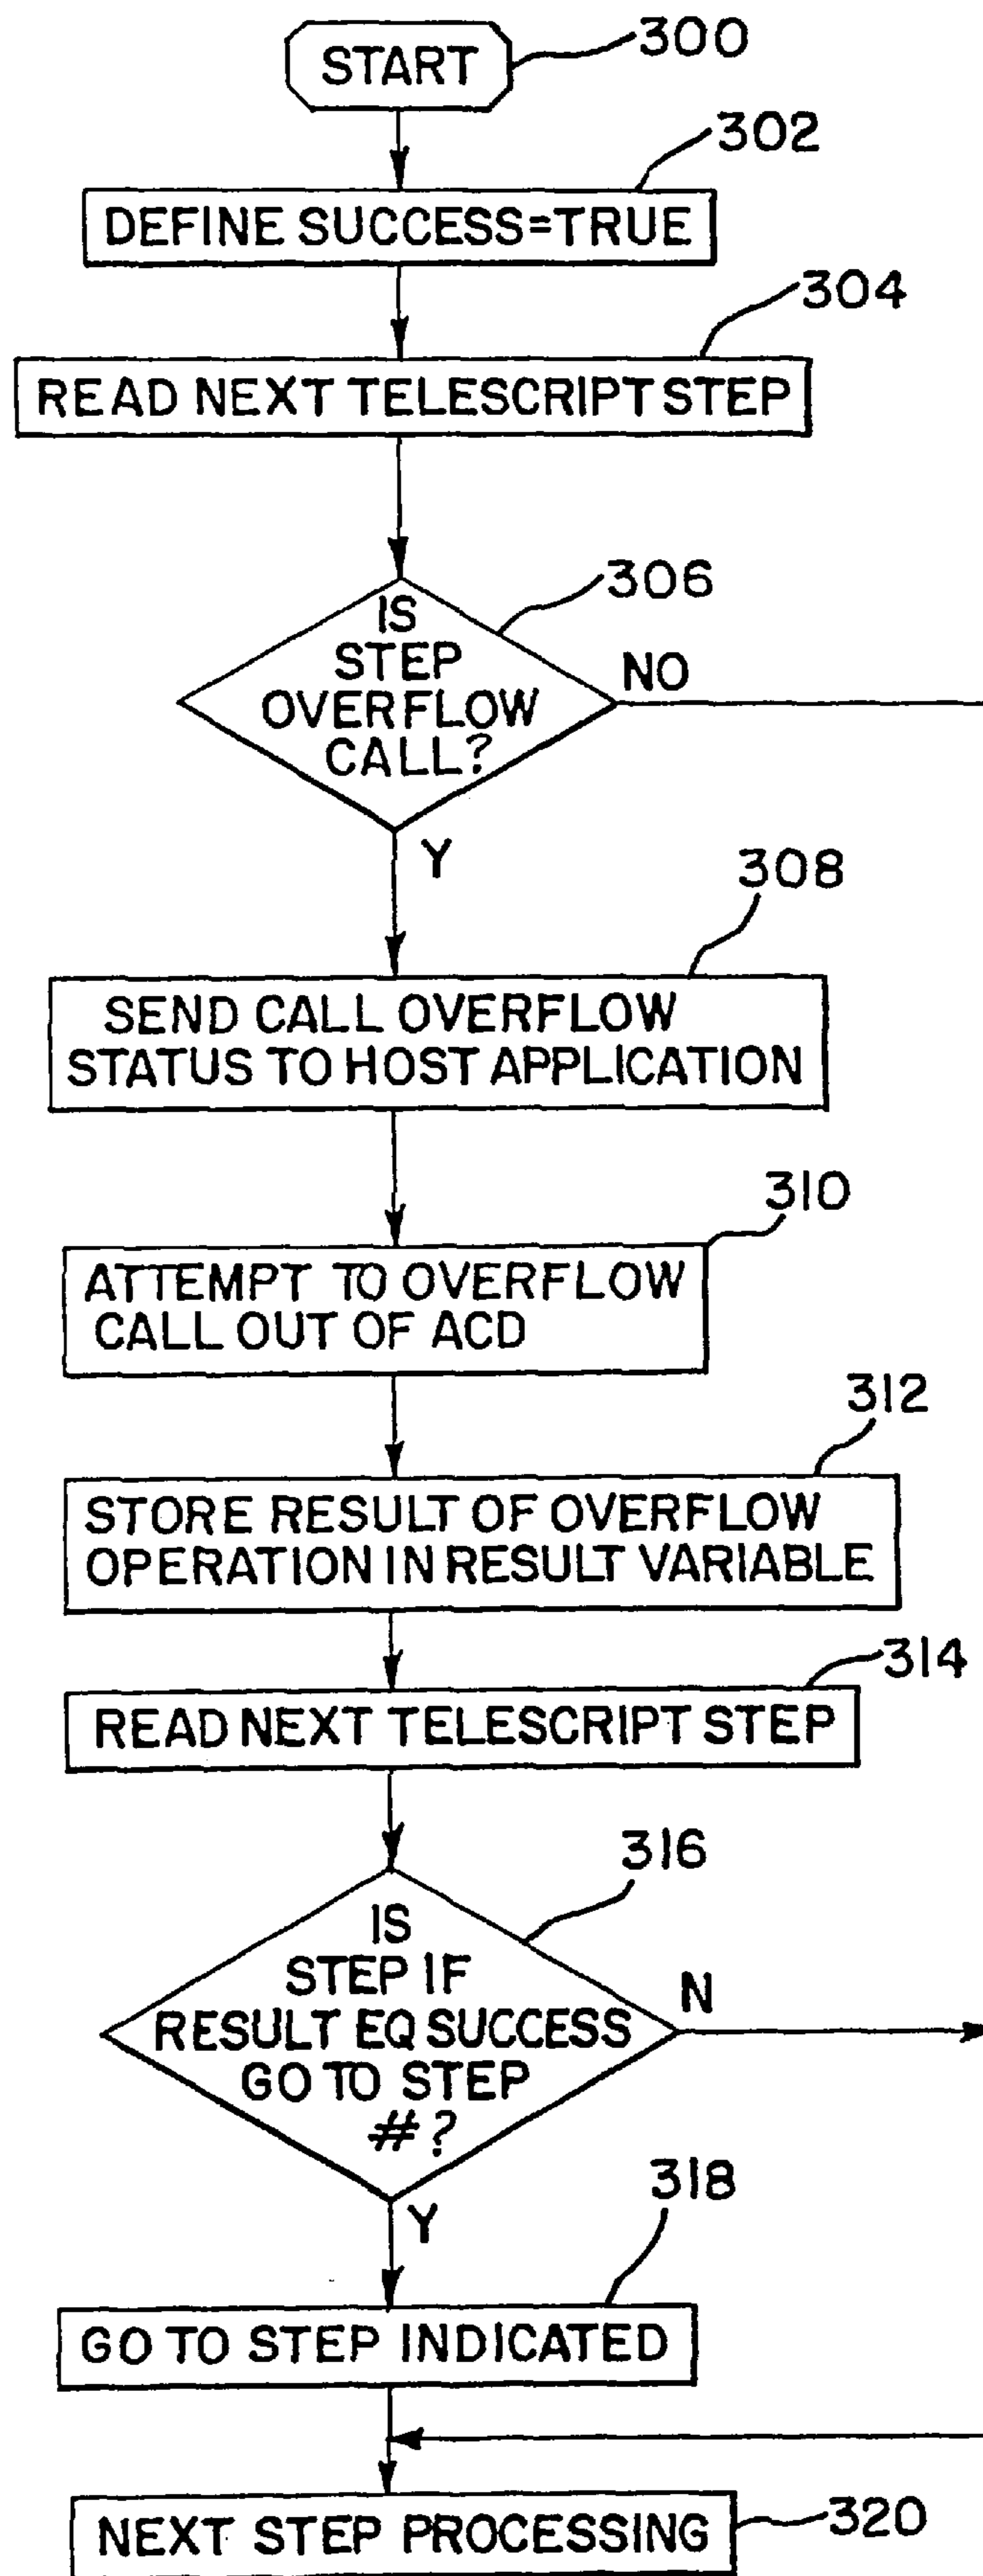 START
300
302
DEFINE SUCCESS=TRUE
304
READ NEXT TELESCRIPT STEP
306
IS
STEP
OVERFLOW
CALL?
NO
Y
308
SEND CALL OVERFLOW
STATUS TO HOST APPLICATION
310
ATTEMPT TO OVERFLOW
CALL OUT OF ACD
312
STORE RESULT OF OVERFLOW
OPERATION IN RESULT VARIABLE
314
READ NEXT TELESCRIPT STEP
316
IS
STEP IF
RESULT EQ SUCCESS
GO TO STEP
#?
N
Y
318
GO TO STEP INDICATED
NEXT STEP PROCESSING
320